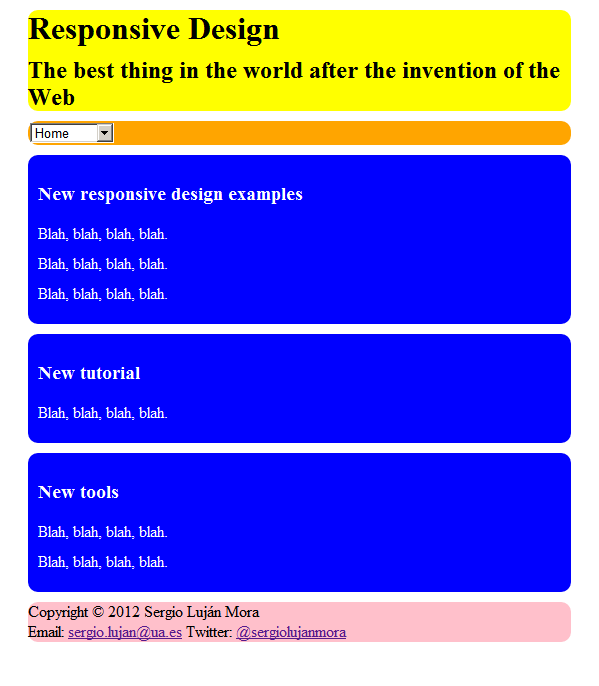 Responsive Design
The best thing in the world after the invention of the
Web
Home
New responsive design examples
Blah, blah, blah, blah.
Blah, blah, blah, blah.
Blah, blah, blah, blah.
New tutorial
Blah, blah, blah, blah.
New tools
Blah, blah, blah, blah.
Blah, blah, blah, blah.
Copyright © 2012 Sergio Luján Mora
Email: sergio.lujan@ua.es Twitter: @sergiolujanmora